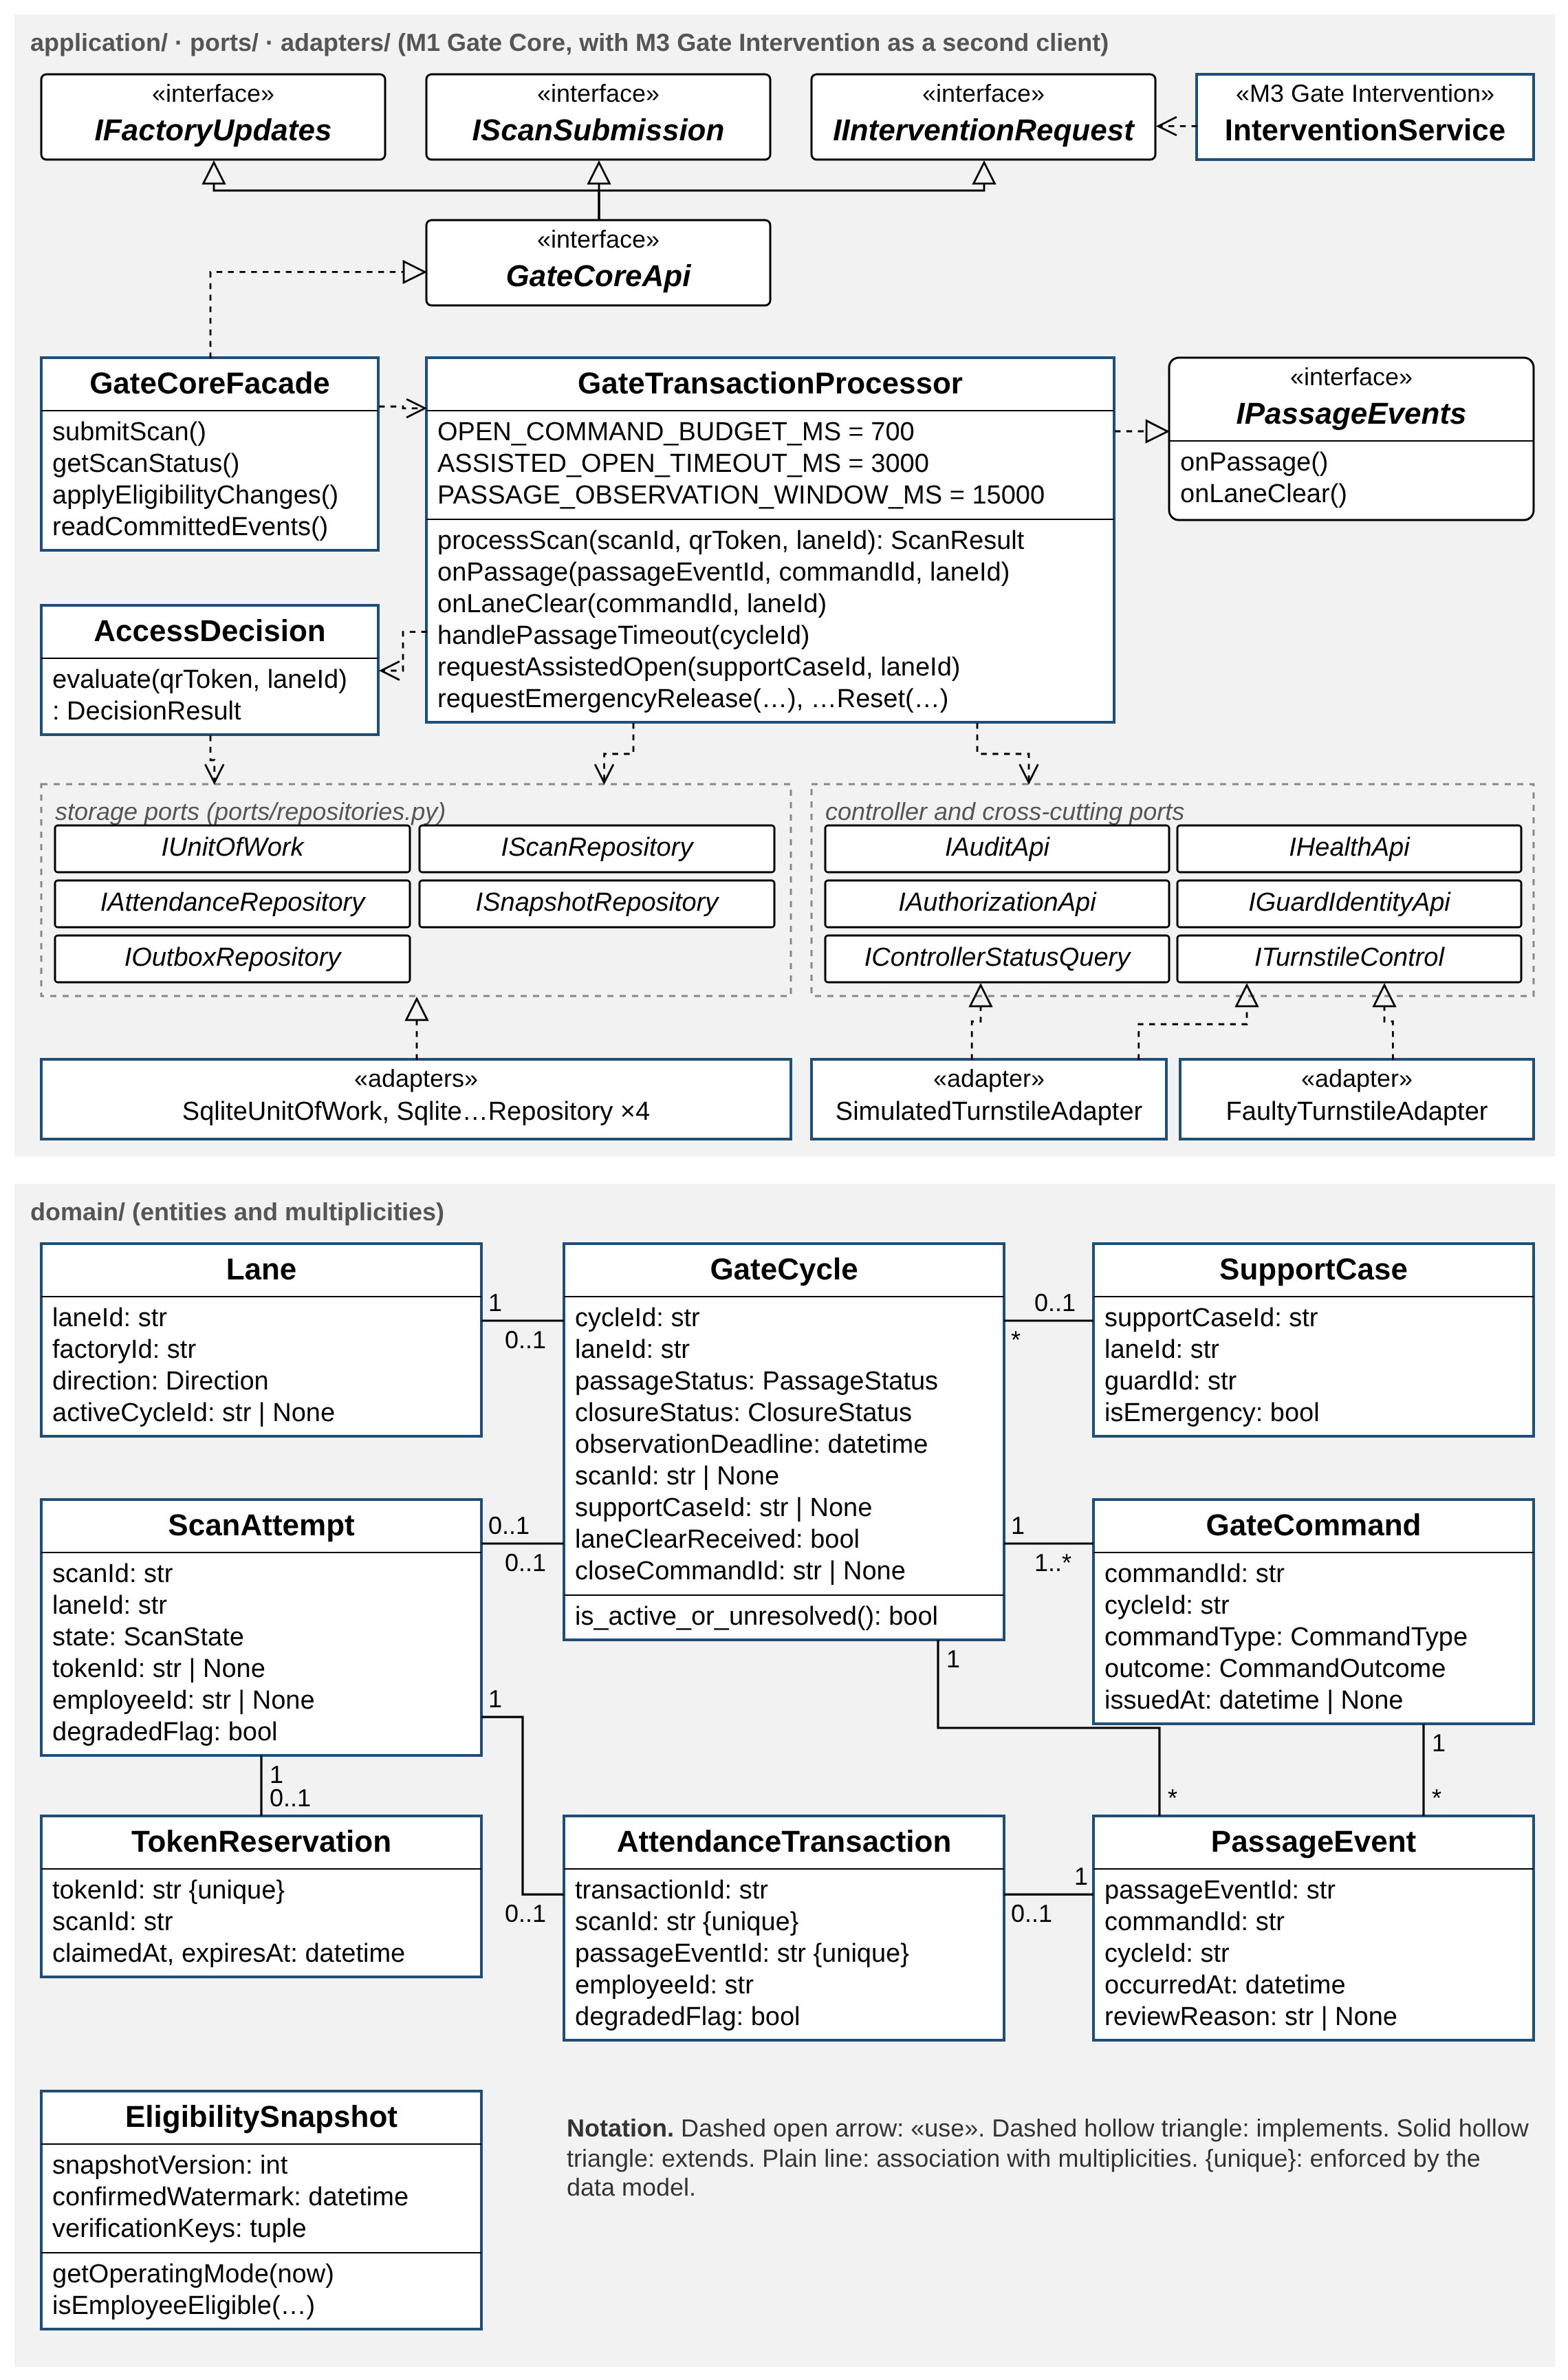 application/ · ports/ · adapters/ (M1 Gate Core, with M3 Gate Intervention as a second client)
«interface»
IFactoryUpdates
«interface»
IScanSubmission
«interface»
IInterventionRequest
«M3 Gate Intervention»
InterventionService
«interface»
GateCoreApi
GateCoreFacade
submitScan()
getScanStatus()
applyEligibilityChanges()
readCommittedEvents()
GateTransactionProcessor
OPEN_COMMAND_BUDGET_MS = 700
ASSISTED_OPEN_TIMEOUT_MS = 3000
PASSAGE_OBSERVATION_WINDOW_MS = 15000
processScan(scanId, qrToken, laneId): ScanResult
onPassage(passageEventId, commandId, laneId)
onLaneClear(commandId, laneId)
handlePassageTimeout(cycleId)
requestAssistedOpen(supportCaseId, laneId)
requestEmergencyRelease(…), …Reset(…)
«interface»
IPassageEvents
onPassage()
onLaneClear()
AccessDecision
evaluate(qrToken, laneId)
: DecisionResult
storage ports (ports/repositories.py)
IUnitOfWork
IScanRepository
IAttendanceRepository
ISnapshotRepository
IOutboxRepository
controller and cross-cutting ports
IAuditApi
IHealthApi
IAuthorizationApi
IGuardIdentityApi
IControllerStatusQuery
ITurnstileControl
«adapters»
SqliteUnitOfWork, Sqlite…Repository ×4
«adapter»
SimulatedTurnstileAdapter
«adapter»
FaultyTurnstileAdapter
domain/ (entities and multiplicities)
Lane
laneId: str
factoryId: str
direction: Direction
activeCycleId: str | None
1
0..1
GateCycle
cycleId: str
laneId: str
passageStatus: PassageStatus
closureStatus: ClosureStatus
observationDeadline: datetime
scanId: str | None
supportCaseId: str | None
laneClearReceived: bool
closeCommandId: str | None
is_active_or_unresolved(): bool
0..1
*
SupportCase
supportCaseId: str
laneId: str
guardId: str
isEmergency: bool
ScanAttempt
scanId: str
laneId: str
state: ScanState
tokenId: str | None
employeeId: str | None
degradedFlag: bool
0..1
0..1
1
1..*
GateCommand
commandId: str
cycleId: str
commandType: CommandType
outcome: CommandOutcome
issuedAt: datetime | None
1
1
1
*
*
1
0..1
TokenReservation
tokenId: str {unique}
scanId: str
claimedAt, expiresAt: datetime
0..1
AttendanceTransaction
transactionId: str
scanId: str {unique}
passageEventId: str {unique}
employeeId: str
degradedFlag: bool
1
0..1
PassageEvent
passageEventId: str
commandId: str
cycleId: str
occurredAt: datetime
reviewReason: str | None
EligibilitySnapshot
snapshotVersion: int
confirmedWatermark: datetime
verificationKeys: tuple
getOperatingMode(now)
isEmployeeEligible(…)
Notation. Dashed open arrow: «use». Dashed hollow triangle: implements. Solid hollow
triangle: extends. Plain line: association with multiplicities. {unique}: enforced by the
data model.